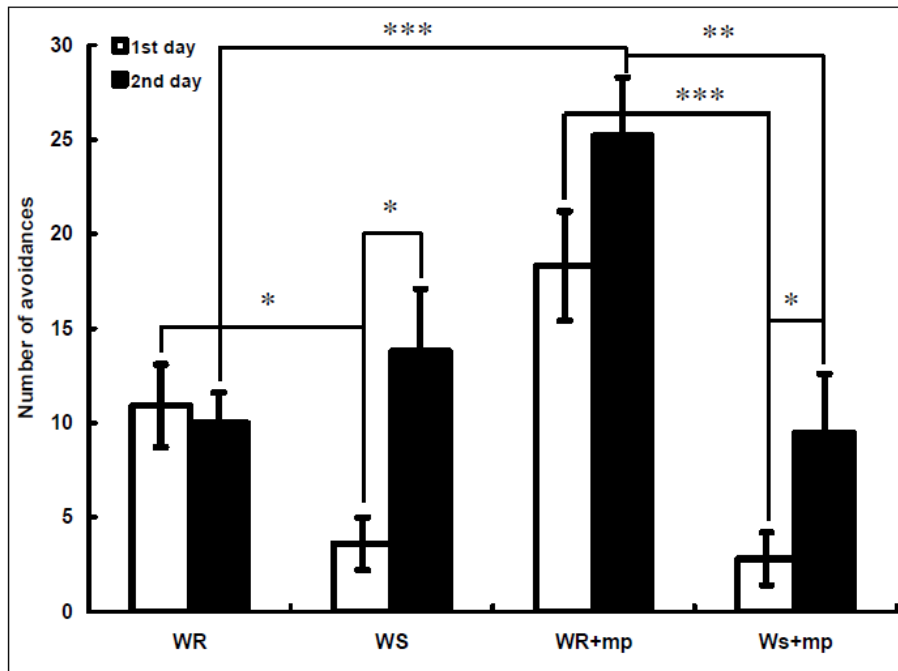 ***
**
30
1st day
2nd day
***
25
Number of avoidances
*
20
*
*
15
10
5
0
WR
WS
WR+mp
Ws+mp